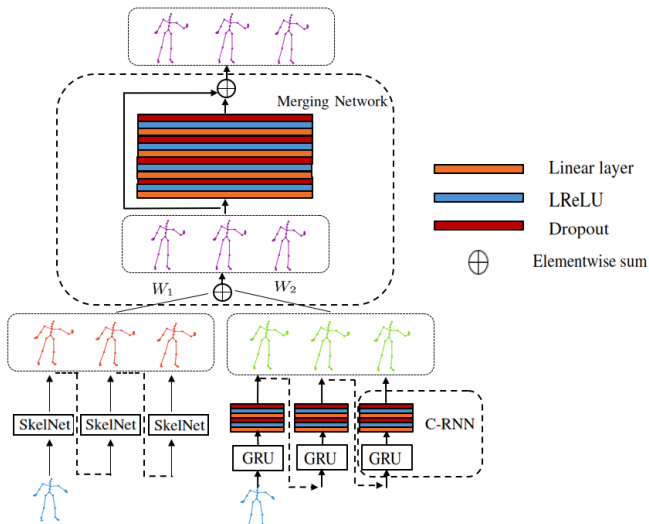 Merging Network
Linear layer
LReLU
Dropout
Elementwise sum
W1
W2
SkelNet
SkelNet
SkelNet
C-RNN
GRU
GRU
GRU